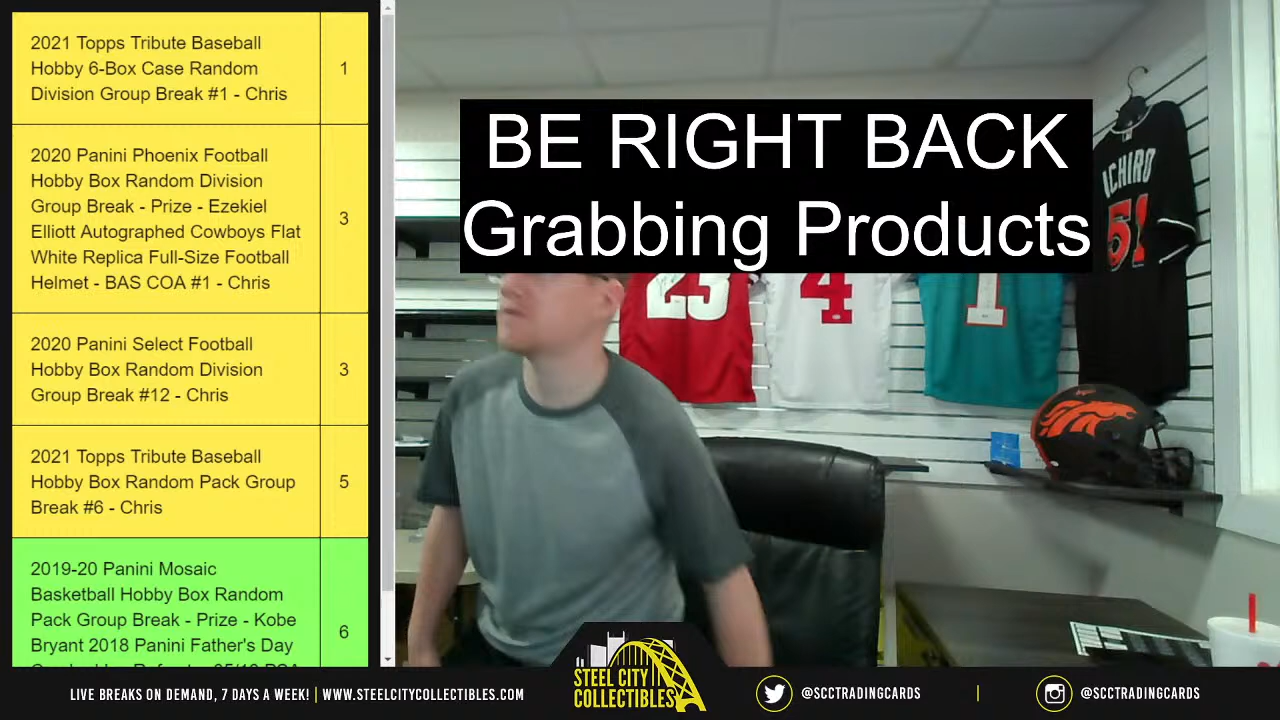 2021 Topps Tribute Baseball
Hobby 6-Box Case Random
Division Group Break #1 - Chris
1
2020 Panini Phoenix Football
Hobby Box Random Division
Group Break - Prize - Ezekiel
Elliott Autographed Cowboys Flat
White Replica Full-Size Football
Helmet - BAS COA #1 - Chris
3
2020 Panini Select Football
Hobby Box Random Division
Group Break #12 - Chris
3
2021 Topps Tribute Baseball
Hobby Box Random Pack Group
Break #6 - Chris
5
2019-20 Panini Mosaic
Basketball Hobby Box Random
Pack Group Break - Prize - Kobe
Bryant 2018 Panini Father's Day
6
BE RIGHT BACK
Grabbing Products
ICHIRO
51
23
4
1
LIVE BREAKS ON DEMAND, 7 DAYS A WEEK! | WWW.STEELCITYCOLLECTIBLES.COM
STEEL CITY
COLLECTIBLES
@SCCTRADINGCARDS
@SCCTRADINGCARDS